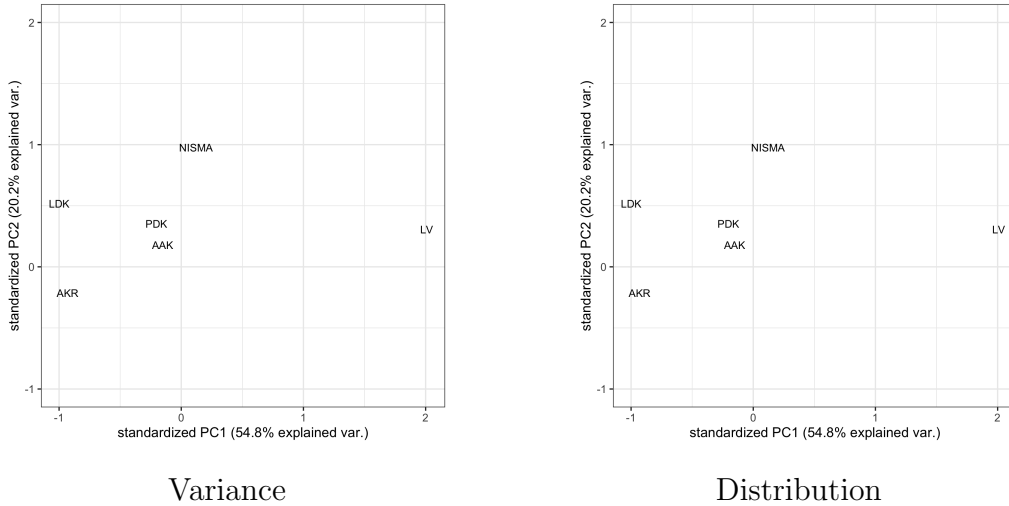 2
1
0
-1
standardized PC2 (20.2% explained var.)
NISMA
LDK
PDK
LV
AAK
AKR
-1 0 1 2
standardized PC1 (54.8% explained var.)
Variance
2
1
0
-1
standardized PC2 (20.2% explained var.)
NISMA
LDK
PDK
LV
AAK
AKR
-1 0 1 2
standardized PC1 (54.8% explained var.)
Distribution